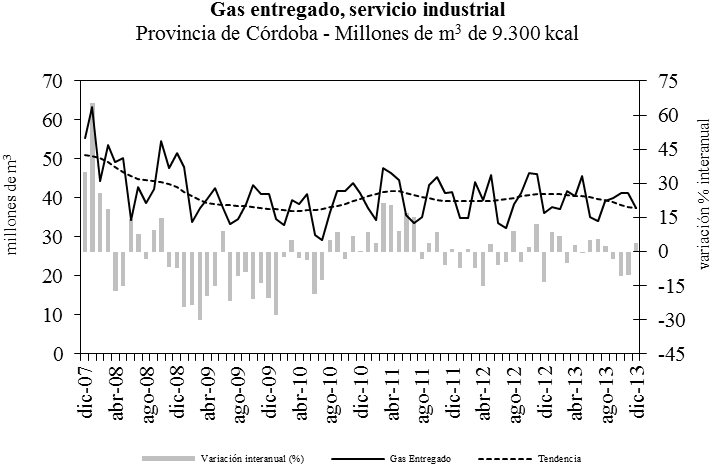 Gas entregado, servicio industrial
Provincia de Córdoba - Millones de m³ de 9.300 kcal
70
60
50
40
30
20
10
0
millones de m³
75
60
45
30
15
0
-15
-30
-45
variación % interanual
dic-07
abr-08
ago-08
dic-08
abr-09
ago-09
dic-09
abr-10
ago-10
dic-10
abr-11
ago-11
dic-11
abr-12
ago-12
dic-12
abr-13
ago-13
dic-13
Variación interanual (%)
Gas Entregado
Tendencia